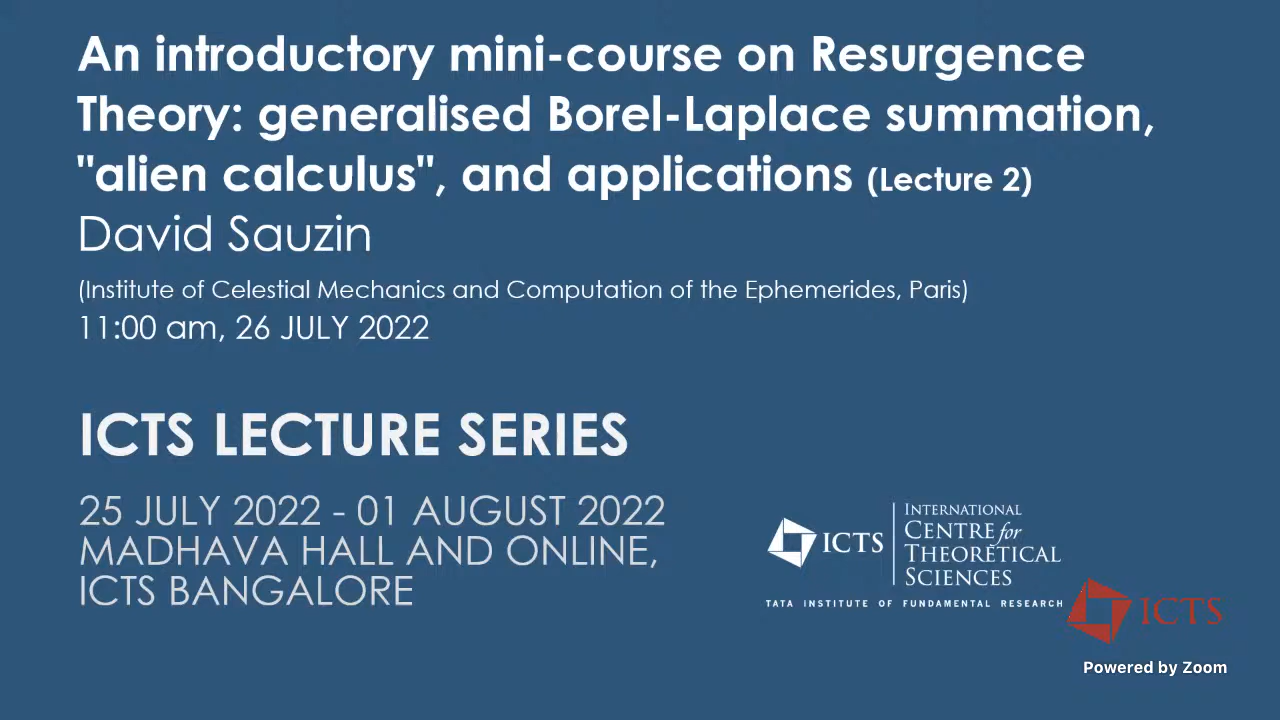 An introductory mini-course on Resurgence
Theory: generalised Borel-Laplace summation,
"alien calculus", and applications (Lecture 2)
David Sauzin
(Institute of Celestial Mechanics and Computation of the Ephemerides, Paris)
11:00 am, 26 JULY 2022
ICTS LECTURE SERIES
25 JULY 2022 - 01 AUGUST 2022
MADHAVA HALL AND ONLINE,
ICTS BANGALORE
ICTS
INTERNATIONAL
CENTRE for
THEORETICAL
SCIENCES
TATA INSTITUTE OF FUNDAMENTAL RESEARCH
ICTS
Powered by Zoom